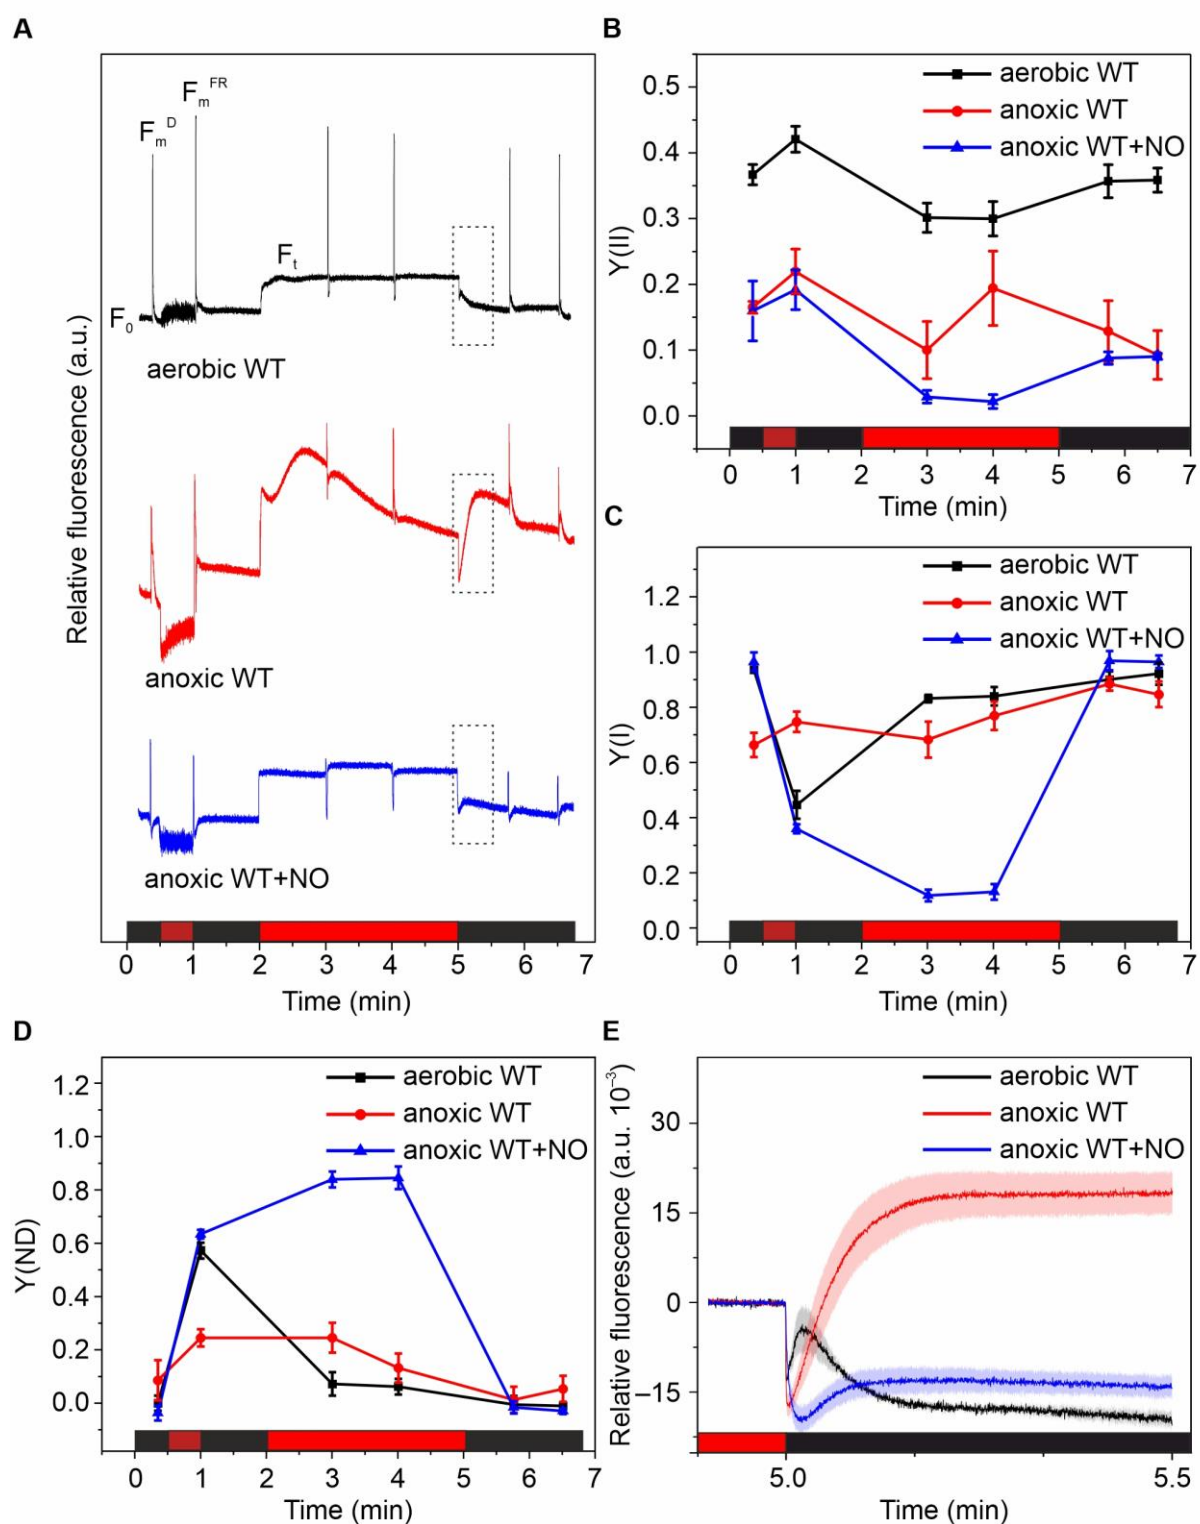 A
F_m^D
F_m^FR
F_t
F_0
aerobic WT
anoxic WT
anoxic WT+NO
Relative fluorescence (a.u.)
0 1 2 3 4 5 6 7
Time (min)
B
aerobic WT
anoxic WT
anoxic WT+NO
0.5
0.4
0.3
0.2
0.1
0.0
Y(II)
0 1 2 3 4 5 6 7
Time (min)
C
aerobic WT
anoxic WT
anoxic WT+NO
1.2
1.0
0.8
0.6
0.4
0.2
0.0
Y(I)
0 1 2 3 4 5 6 7
Time (min)
D
aerobic WT
anoxic WT
anoxic WT+NO
1.2
1.0
0.8
0.6
0.4
0.2
0.0
Y(ND)
0 1 2 3 4 5 6 7
Time (min)
E
aerobic WT
anoxic WT
anoxic WT+NO
30
15
0
−15
Relative fluorescence (a.u. 10⁻³)
5.0 5.5
Time (min)